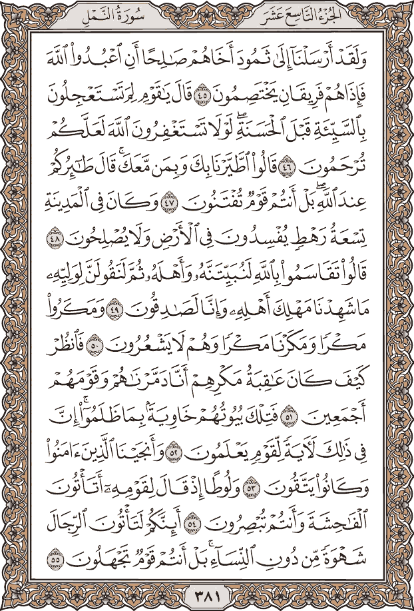 الجزء التاسع عشر
سورة النمل
وَلَقَدْ أَرْسَلْنَآ إِلَىٰ ثَمُودَ أَخَاهُمْ صَٰلِحًا أَنِ ٱعْبُدُوا۟ ٱللَّهَ
فَإِذَا هُمْ فَرِيقَانِ يَخْتَصِمُونَ ٤٥ قَالَ يَٰقَوْمِ لِمَ تَسْتَعْجِلُونَ
بِٱلسَّيِّئَةِ قَبْلَ ٱلْحَسَنَةِ ۖ لَوْلَا تَسْتَغْفِرُونَ ٱللَّهَ لَعَلَّكُمْ
تُرْحَمُونَ ٤٦ قَالُوا۟ ٱطَّيَّرْنَا بِكَ وَبِمَن مَّعَكَ ۚ قَالَ طَٰٓئِرُكُمْ
عِندَ ٱللَّهِ ۖ بَلْ أَنتُمْ قَوْمٌ تُفْتَنُونَ ٤٧ وَكَانَ فِى ٱلْمَدِينَةِ
تِسْعَةُ رَهْطٍ يُفْسِدُونَ فِى ٱلْأَرْضِ وَلَا يُصْلِحُونَ ٤٨
قَالُوا۟ تَقَاسَمُوا۟ بِٱللَّهِ لَنُبَيِّتَنَّهُۥ وَأَهْلَهُۥ ثُمَّ لَنَقُولَنَّ لِوَلِيِّهِۦ
مَا شَهِدْنَا مَهْلِكَ أَهْلِهِۦ وَإِنَّا لَصَٰدِقُونَ ٤٩ وَمَكَرُوا۟
مَكْرًا وَمَكَرْنَا مَكْرًا وَهُمْ لَا يَشْعُرُونَ ٥٠ فَٱنظُرْ
كَيْفَ كَانَ عَٰقِبَةُ مَكْرِهِمْ أَنَّا دَمَّرْنَٰهُمْ وَقَوْمَهُمْ
أَجْمَعِينَ ٥١ فَتِلْكَ بُيُوتُهُمْ خَاوِيَةًۢ بِمَا ظَلَمُوٓا۟ ۗ إِنَّ
فِى ذَٰلِكَ لَءَايَةً لِّقَوْمٍ يَعْلَمُونَ ٥٢ وَأَنجَيْنَا ٱلَّذِينَ ءَامَنُوا۟
وَكَانُوا۟ يَتَّقُونَ ٥٣ وَلُوطًا إِذْ قَالَ لِقَوْمِهِۦٓ أَتَأْتُونَ
ٱلْفَٰحِشَةَ وَأَنتُمْ تُبْصِرُونَ ٥٤ أَئِنَّكُمْ لَتَأْتُونَ ٱلرِّجَالَ
شَهْوَةً مِّن دُونِ ٱلنِّسَآءِ ۚ بَلْ أَنتُمْ قَوْمٌ تَجْهَلُونَ ٥٥
٣٨١